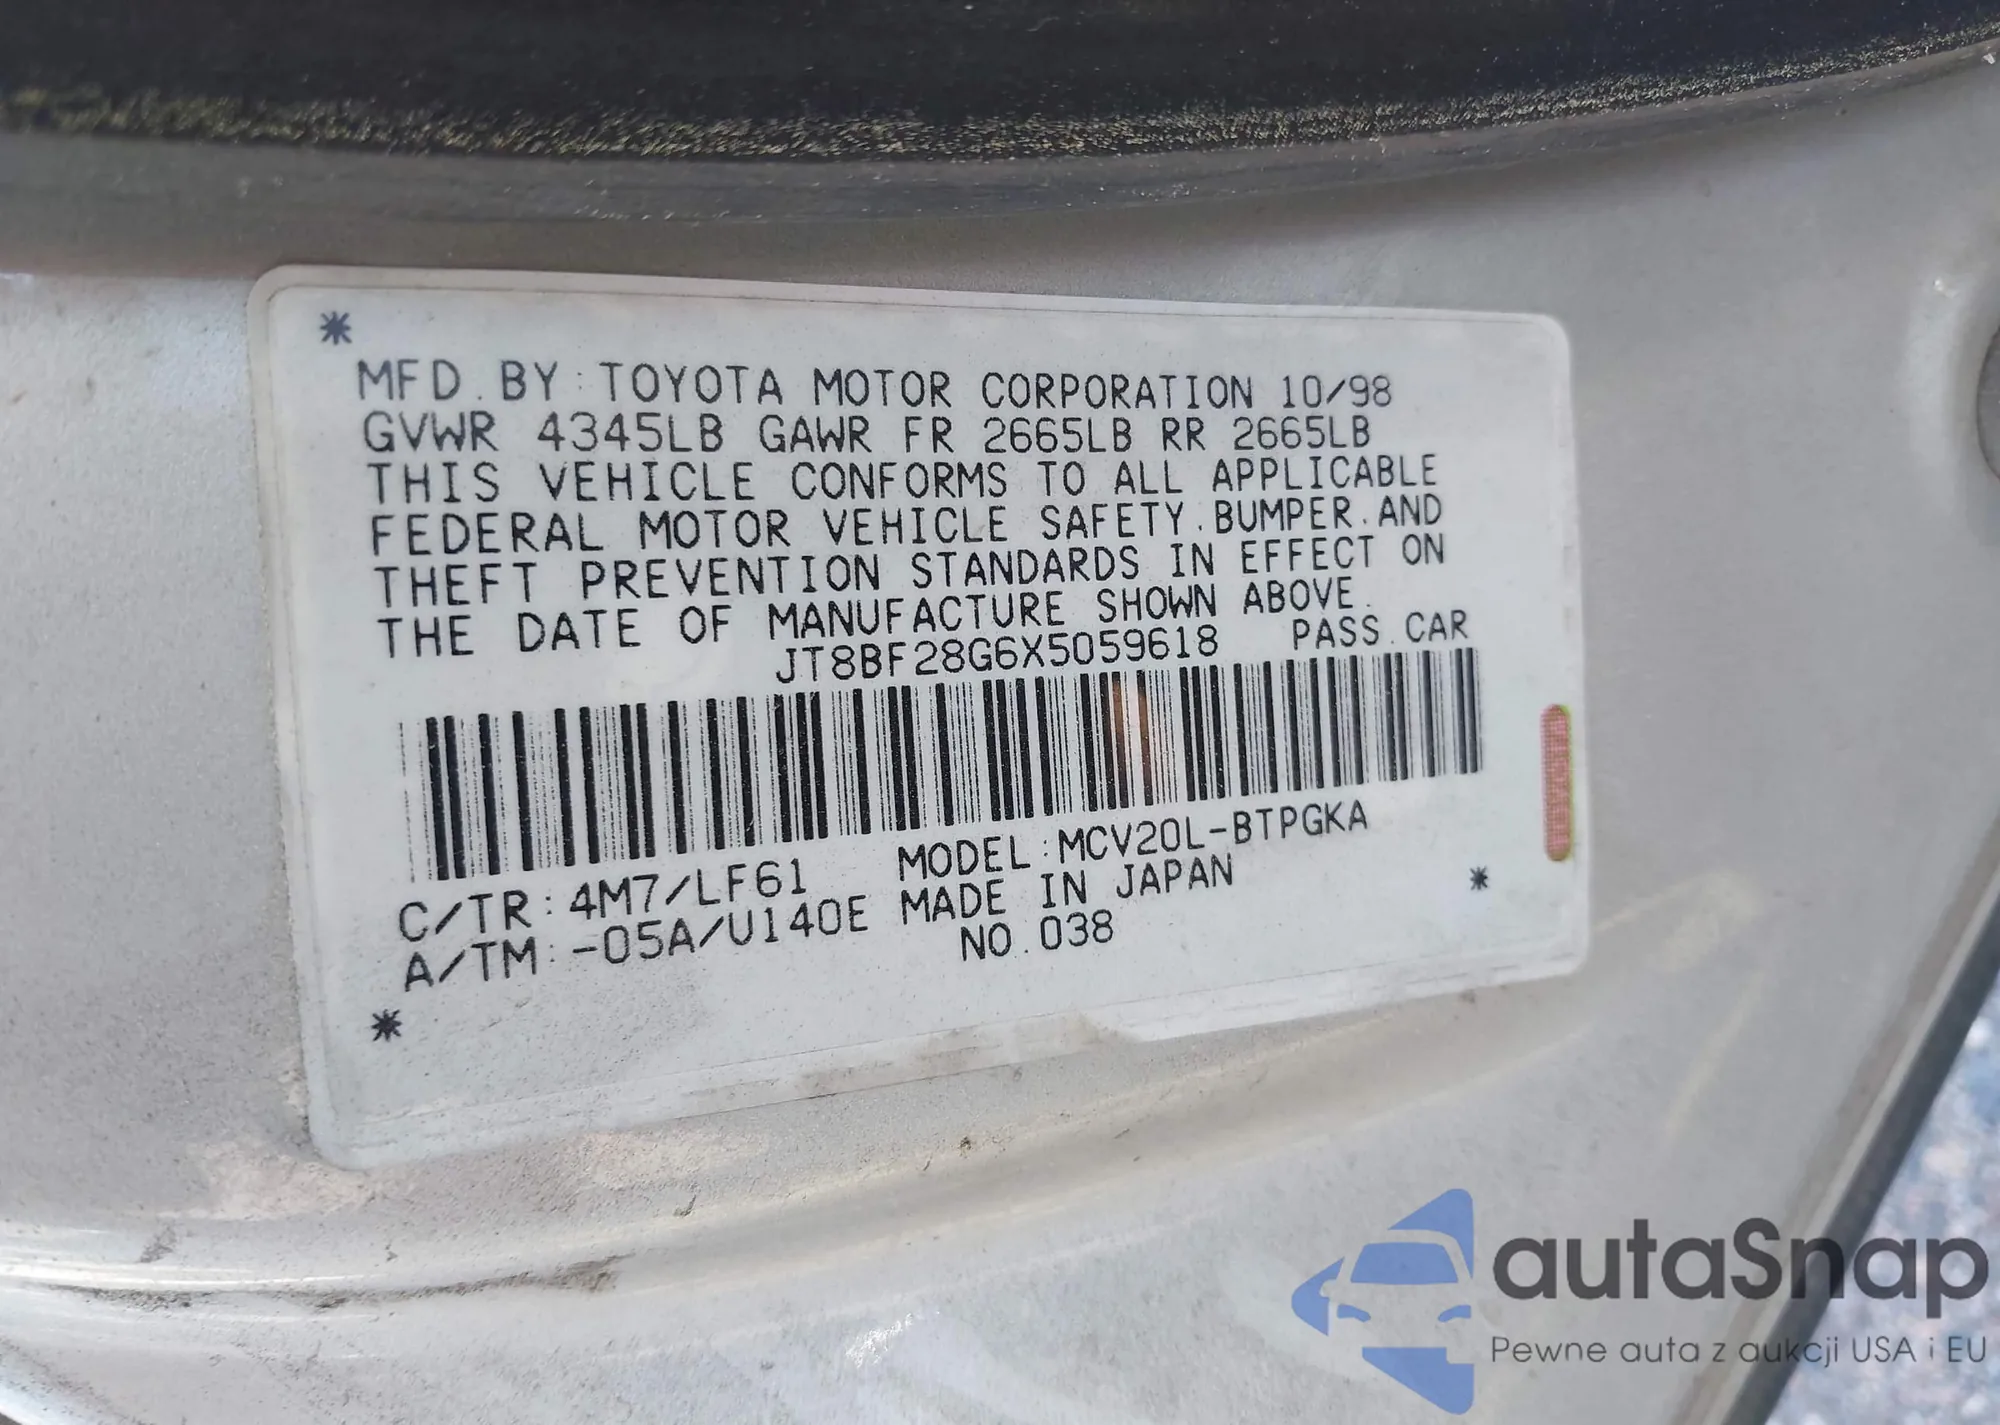 *
MFD. BY: TOYOTA MOTOR CORPORATION 10/98
GVWR 4345LB GAWR FR 2665LB RR 2665LB
THIS VEHICLE CONFORMS TO ALL APPLICABLE
FEDERAL MOTOR VEHICLE SAFETY. BUMPER. AND
THEFT PREVENTION STANDARDS IN EFFECT ON
THE DATE OF MANUFACTURE SHOWN ABOVE.
JT8BF28G6X5059618 PASS. CAR
C/TR: 4M7/LF61 MODEL: MCV20L-BTPGKA
A/TM: -05A/U140E MADE IN JAPAN
NO. 038
*
*
autaSnap
Pewne auta z aukcji USA i EU